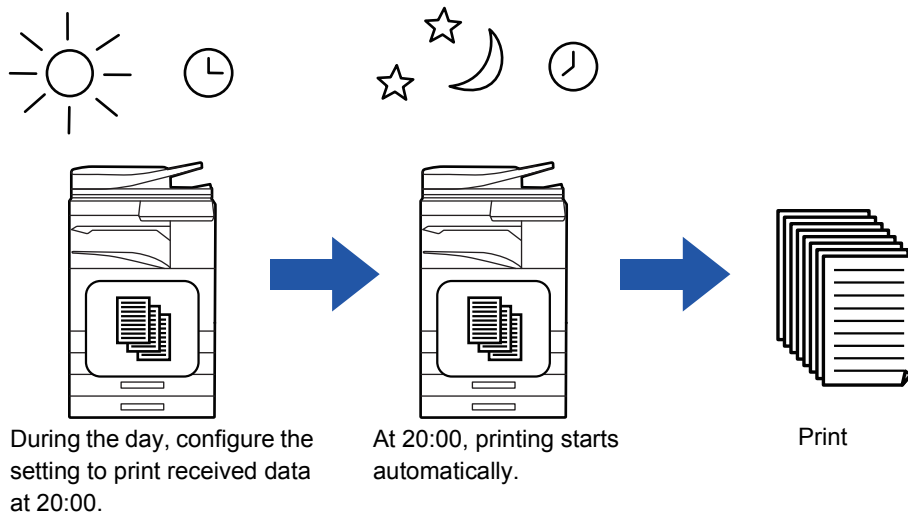 During the day, configure the
setting to print received data
at 20:00.
At 20:00, printing starts
automatically.
Print